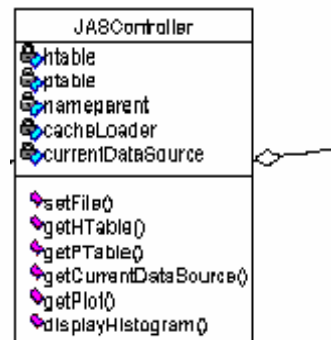 JASController
htable
ptable
nameparent
cacheLoader
currentDataSource
setFile()
getHTable()
getPTable()
getCurrentDataSource()
getPlot()
displayHistogram()